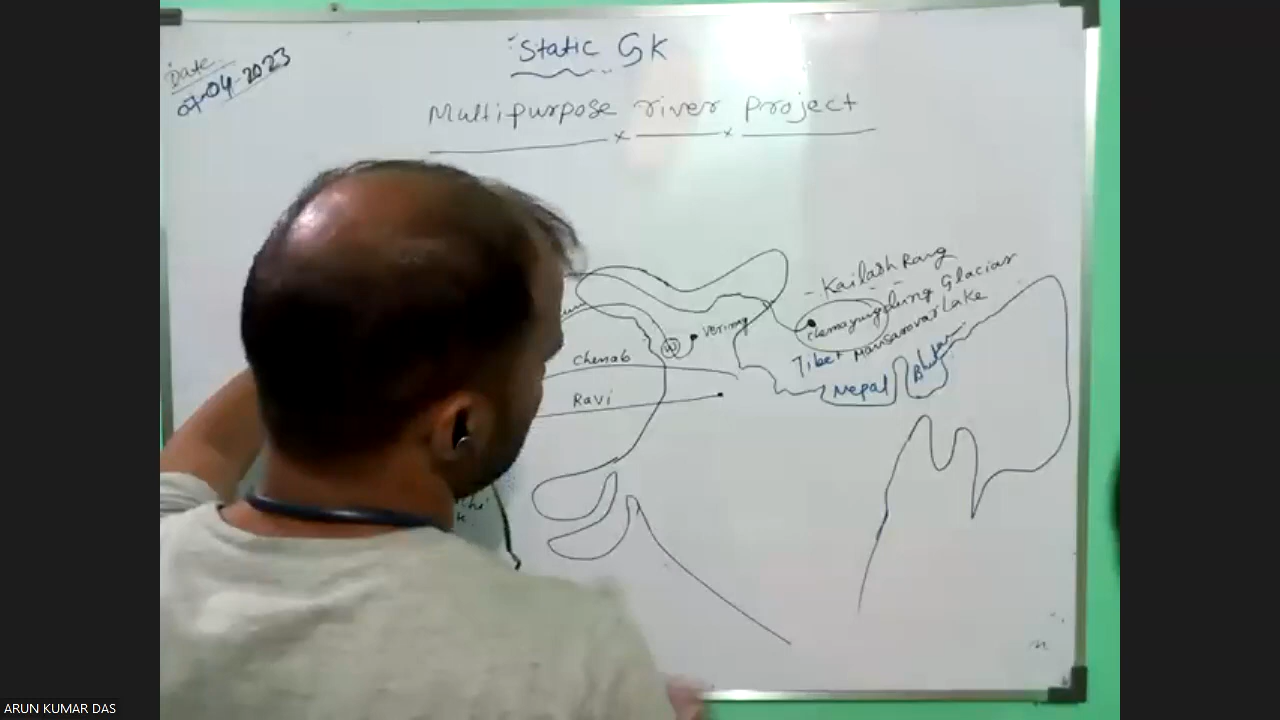 Static GK
Date
07-04-2023
Multipurpose river project
Kailash Rang
Chemayungdung Glaciar
Mansarovar Lake
Tibet
Verinag
Chenab
Nepal
Bhutan
Ravi
ARUN KUMAR DAS